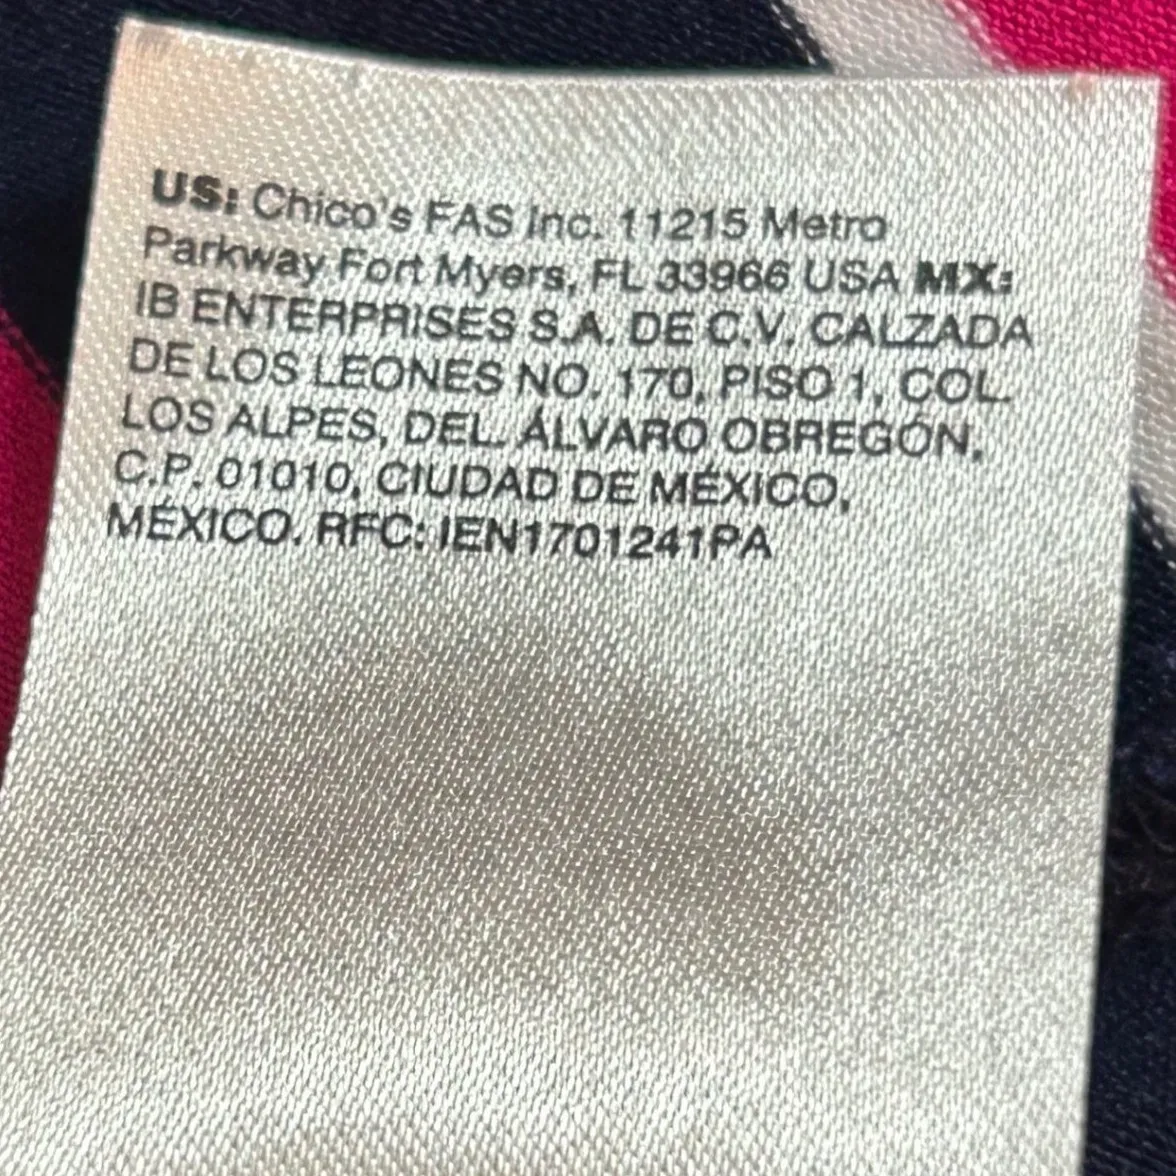 US: Chico's FAS Inc. 11215 Metro
Parkway Fort Myers, FL 33966 USA MX:
IB ENTERPRISES S.A. DE C.V. CALZADA
DE LOS LEONES NO. 170, PISO 1, COL.
LOS ALPES, DEL. ÁLVARO OBREGÓN,
C.P. 01010, CIUDAD DE MÉXICO,
MÉXICO. RFC: IEN1701241PA